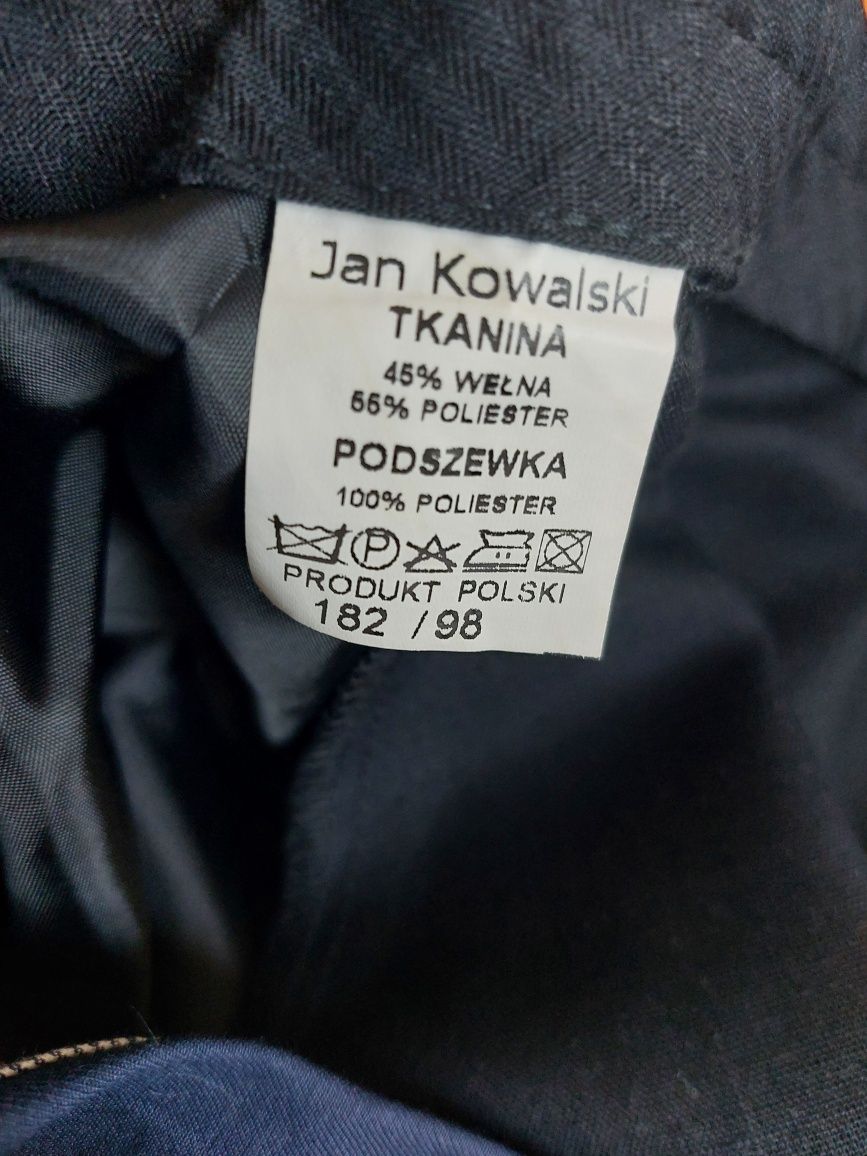 Jan Kowalski
TKANINA
45% WEŁNA
55% POLIESTER
PODSZEWKA
100% POLIESTER
P
PRODUKT POLSKI
182 /98